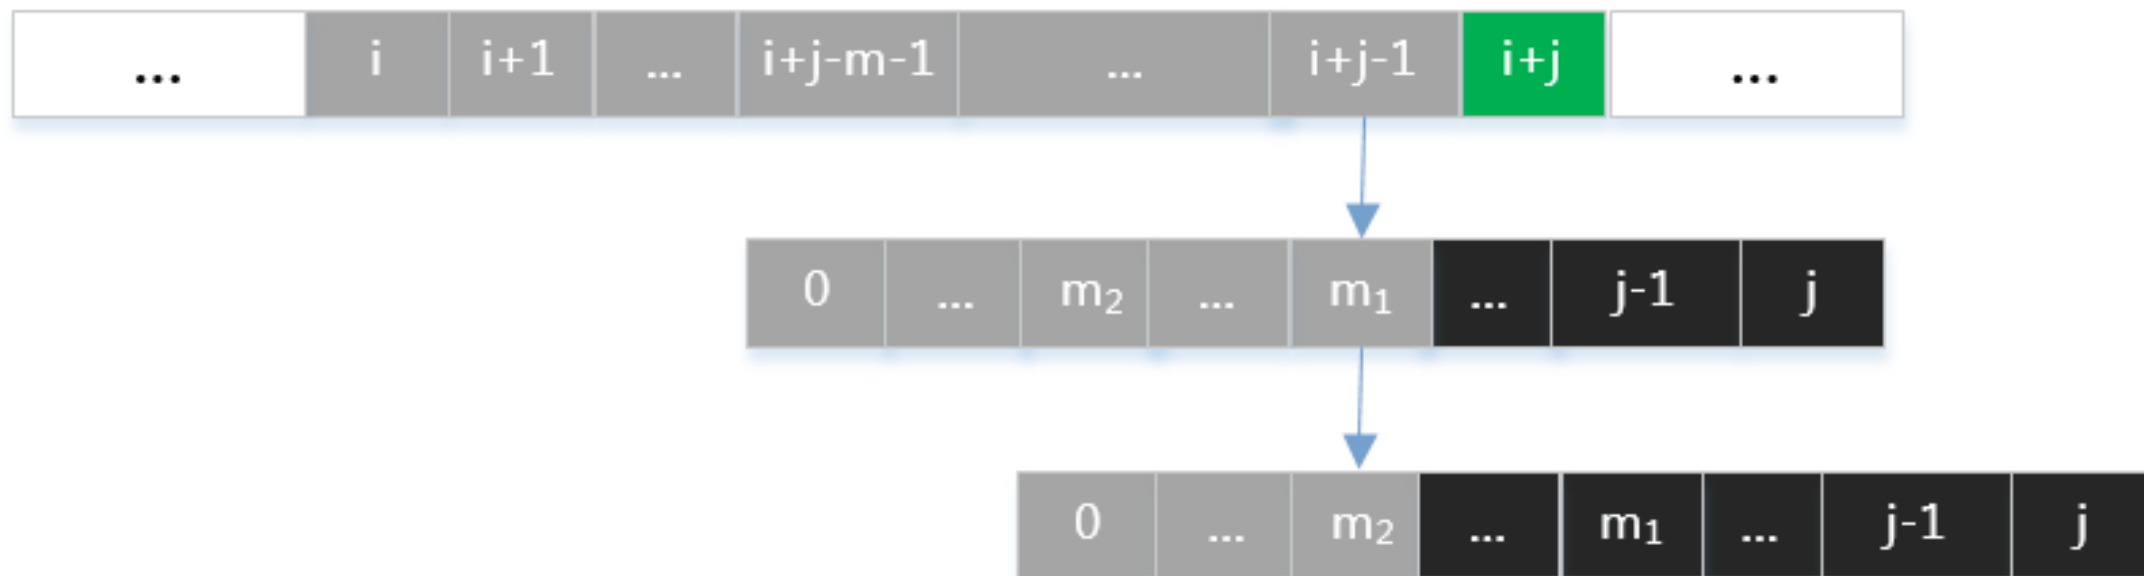 ... i i+1 ... i+j-m-1 ... i+j-1 i+j ...
0 ... m₂ ... m₁ ... j-1 j
0 ... m₂ ... m₁ ... j-1 j